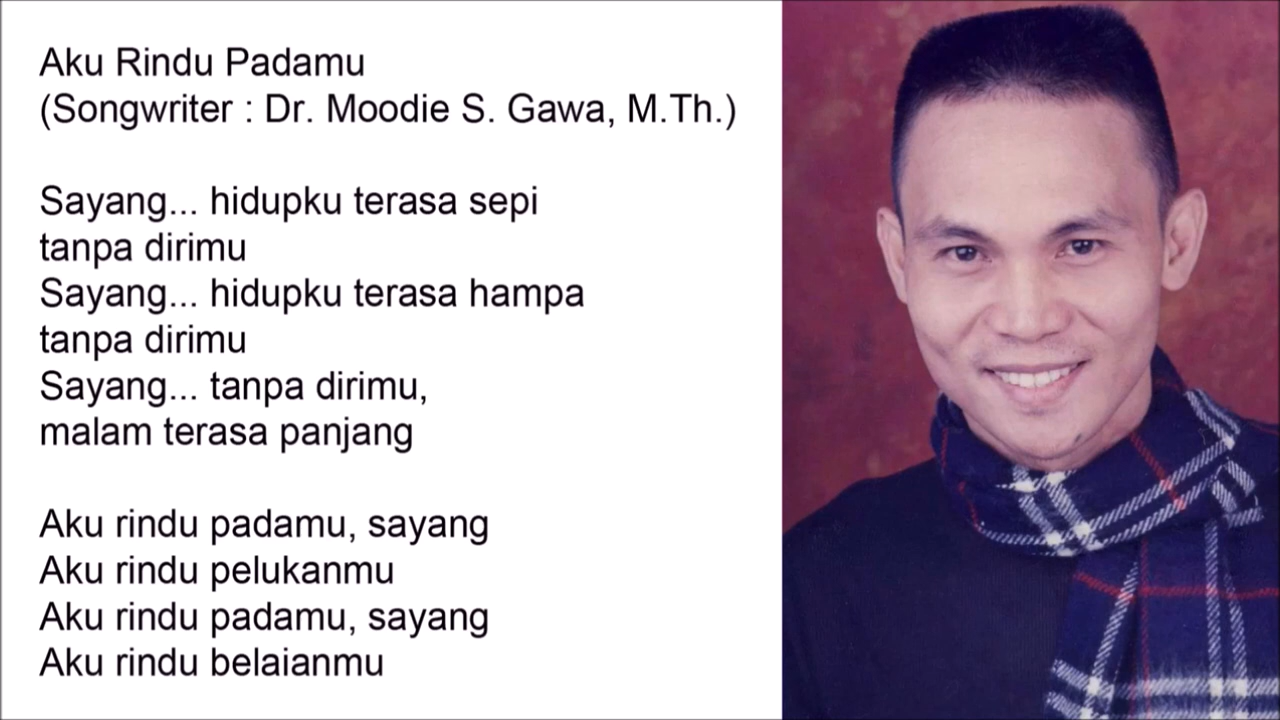 Aku Rindu Padamu
(Songwriter : Dr. Moodie S. Gawa, M.Th.)
Sayang... hidupku terasa sepi
tanpa dirimu
Sayang... hidupku terasa hampa
tanpa dirimu
Sayang... tanpa dirimu,
malam terasa panjang
Aku rindu padamu, sayang
Aku rindu pelukanmu
Aku rindu padamu, sayang
Aku rindu belaianmu